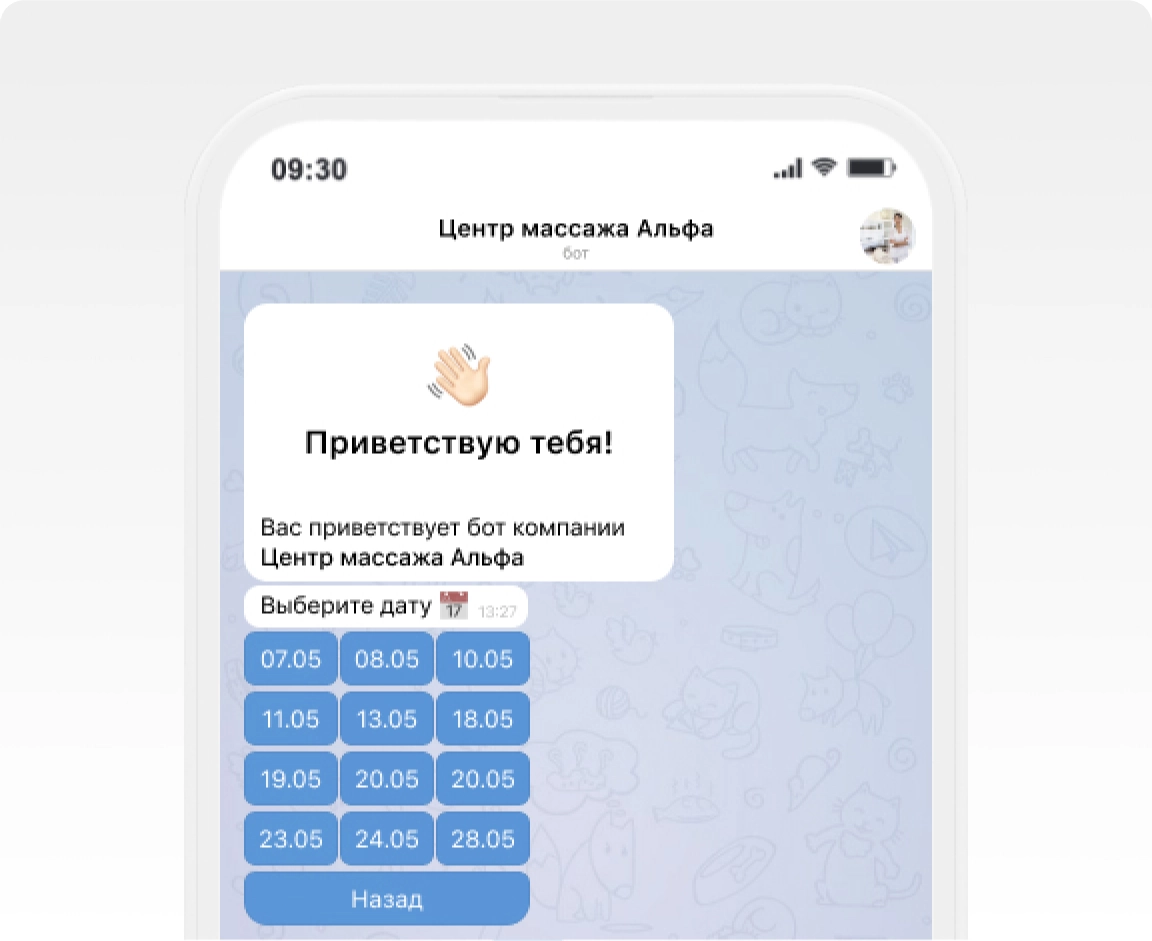 09:30
Центр массажа Альфа
бот
Приветствую тебя!
Вас приветствует бот компании
Центр массажа Альфа
Выберите дату 17 13:27
07.05 08.05 10.05
11.05 13.05 18.05
19.05 20.05 20.05
23.05 24.05 28.05
Назад